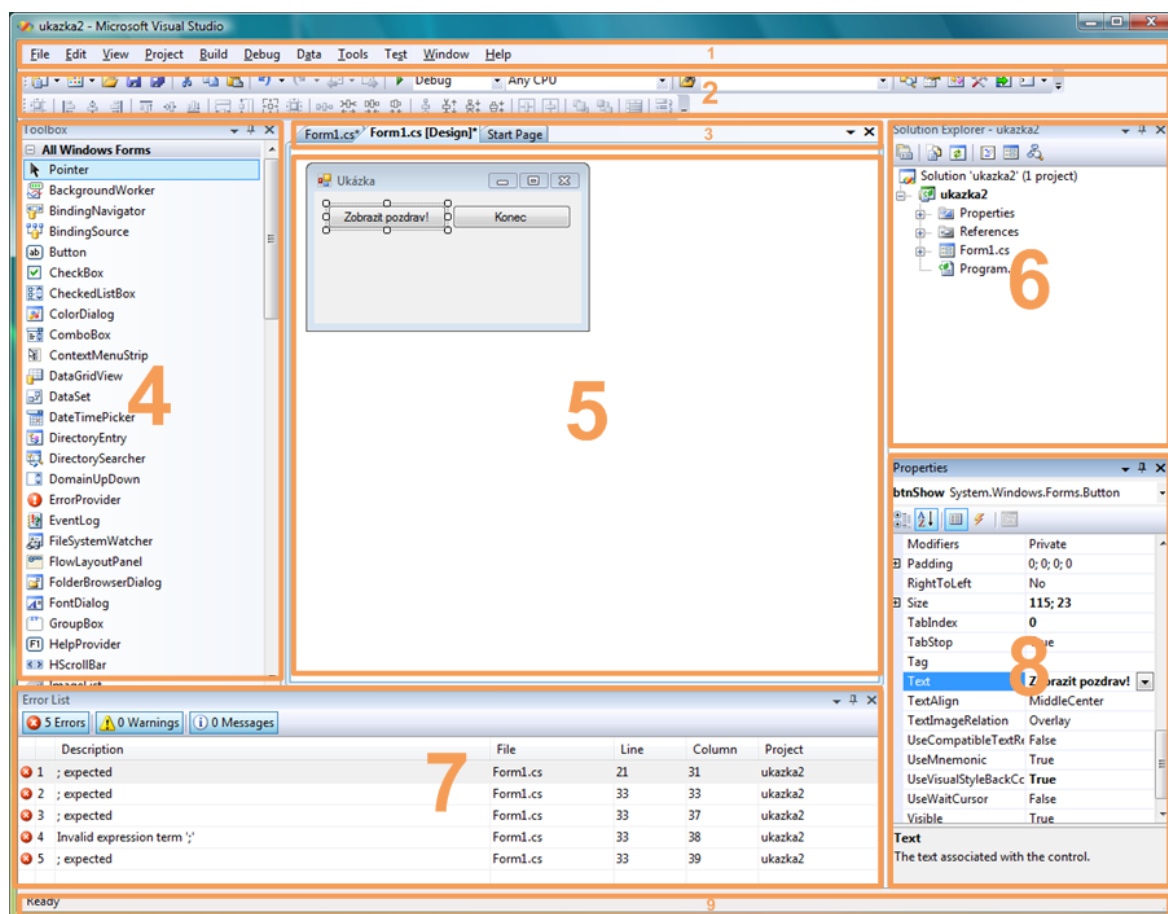 ukazka2 - Microsoft Visual Studio
File Edit View Project Build Debug Data Tools Test Window Help
1
Debug Any CPU
2
Toolbox
All Windows Forms
Pointer
BackgroundWorker
BindingNavigator
BindingSource
Button
CheckBox
CheckedListBox
ColorDialog
ComboBox
ContextMenuStrip
DataGridView
DataSet
DateTimePicker
DirectoryEntry
DirectorySearcher
DomainUpDown
ErrorProvider
EventLog
FileSystemWatcher
FlowLayoutPanel
FolderBrowserDialog
FontDialog
GroupBox
HelpProvider
HScrollBar
ImageList
4
Form1.cs* Form1.cs [Design]* Start Page
3
Ukázka
Zobrazit pozdrav! Konec
5
Solution Explorer - ukazka2
Solution 'ukazka2' (1 project)
ukazka2
Properties
References
Form1.cs
Program.
6
Properties
btnShow System.Windows.Forms.Button
Modifiers Private
Padding 0; 0; 0; 0
RightToLeft No
Size 115; 23
TabIndex 0
TabStop
Tag
Text Zobrazit pozdrav!
TextAlign MiddleCenter
TextImageRelation Overlay
UseCompatibleTextRe False
UseMnemonic True
UseVisualStyleBackCo True
UseWaitCursor False
Visible True
Text
The text associated with the control.
8
Error List
5 Errors 0 Warnings 0 Messages
Description File Line Column Project
1 ; expected Form1.cs 21 31 ukazka2
2 ; expected Form1.cs 33 33 ukazka2
3 ; expected Form1.cs 33 37 ukazka2
4 Invalid expression term ';' Form1.cs 33 38 ukazka2
5 ; expected Form1.cs 33 39 ukazka2
7
Ready
9